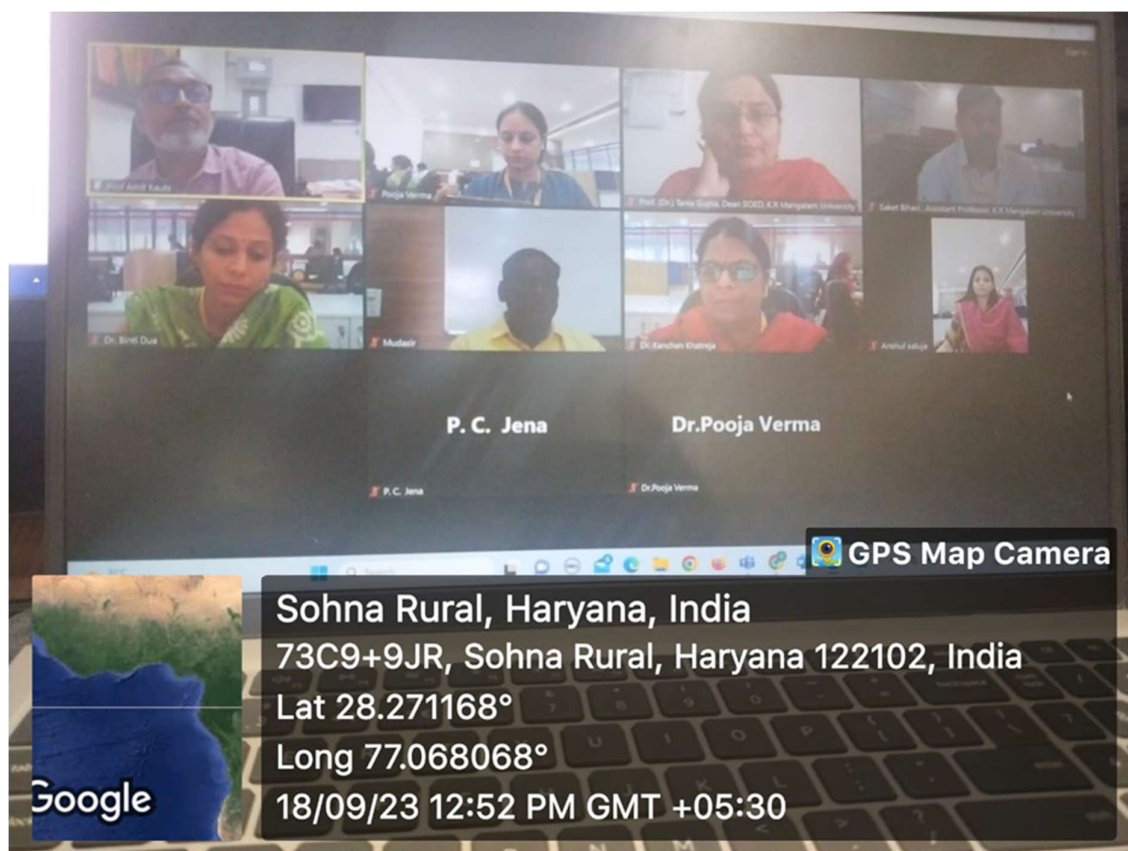 Prof Amit Kauts
Pooja Verma
Prof. (Dr.) Tania Gupta, Dean SOED, K.R Mangalam University
Saket Bihari, Assistant Professor, K.R Mangalam University
Dr. Binti Dua
Mudasir
Dr. Kanchan Khatreja
Anshul saluja
P. C. Jena
Dr.Pooja Verma
P. C. Jena
Dr.Pooja Verma
Search
GPS Map Camera
Sohna Rural, Haryana, India
73C9+9JR, Sohna Rural, Haryana 122102, India
Lat 28.271168°
Long 77.068068°
18/09/23 12:52 PM GMT +05:30
Google